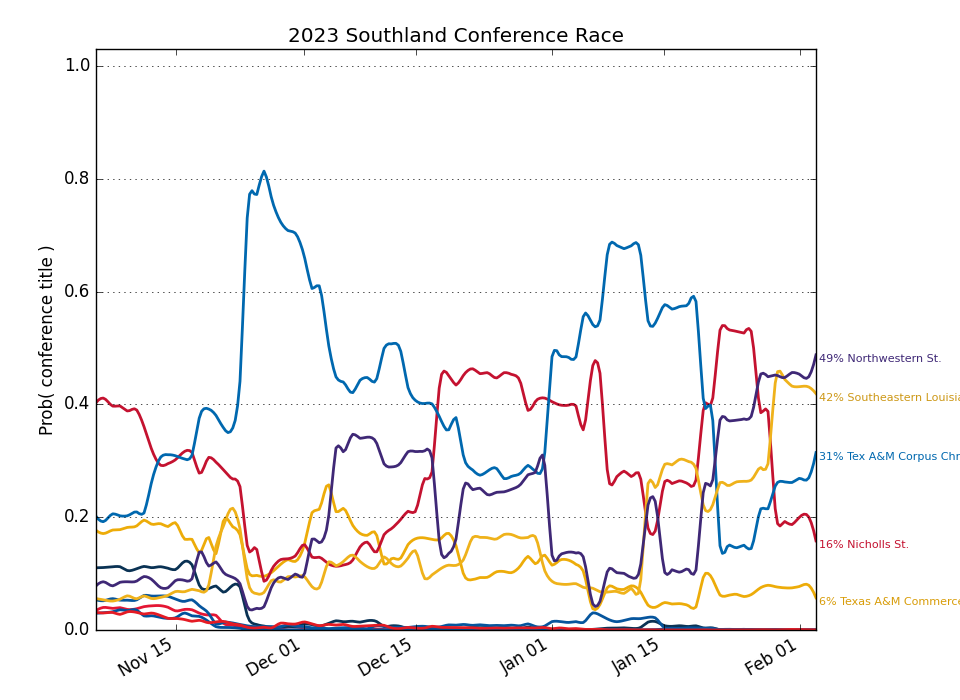 2023 Southland Conference Race
Prob( conference title )
1.0
0.8
0.6
0.4
0.2
0.0
Nov 15
Dec 01
Dec 15
Jan 01
Jan 15
Feb 01
49% Northwestern St.
42% Southeastern Louisia
31% Tex A&M Corpus Chr
16% Nicholls St.
6% Texas A&M Commerce